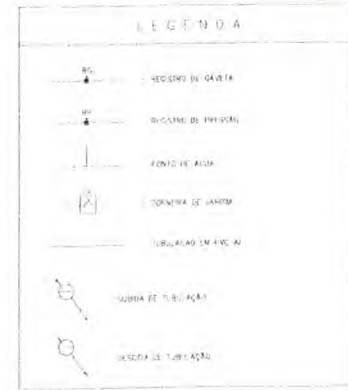 LEGENDA
RG
REGISTRO DE GAVETA
REGISTRO DE PRESSÃO
PONTO DE ÁGUA
TORNEIRA DE JARDIM
TUBULAÇÃO EM PVC
SUBIDA DE TUBULAÇÃO
DESCIDA DE TUBULAÇÃO